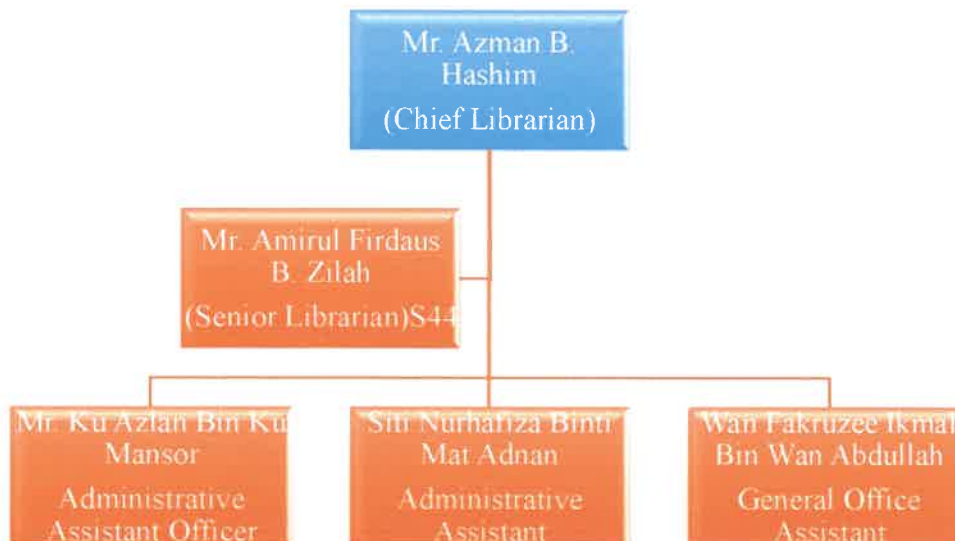 Mr. Azman B.
Hashim
(Chief Librarian)
Mr. Amirul Firdaus
B. Zilah
(Senior Librarian)S44
Mr. Ku Azlan Bin Ku
Mansor
Administrative
Assistant Officer
Siti Nurhafiza Binti
Mat Adnan
Administrative
Assistant
Wan Fakruzee Ikmal
Bin Wan Abdullah
General Office
Assistant